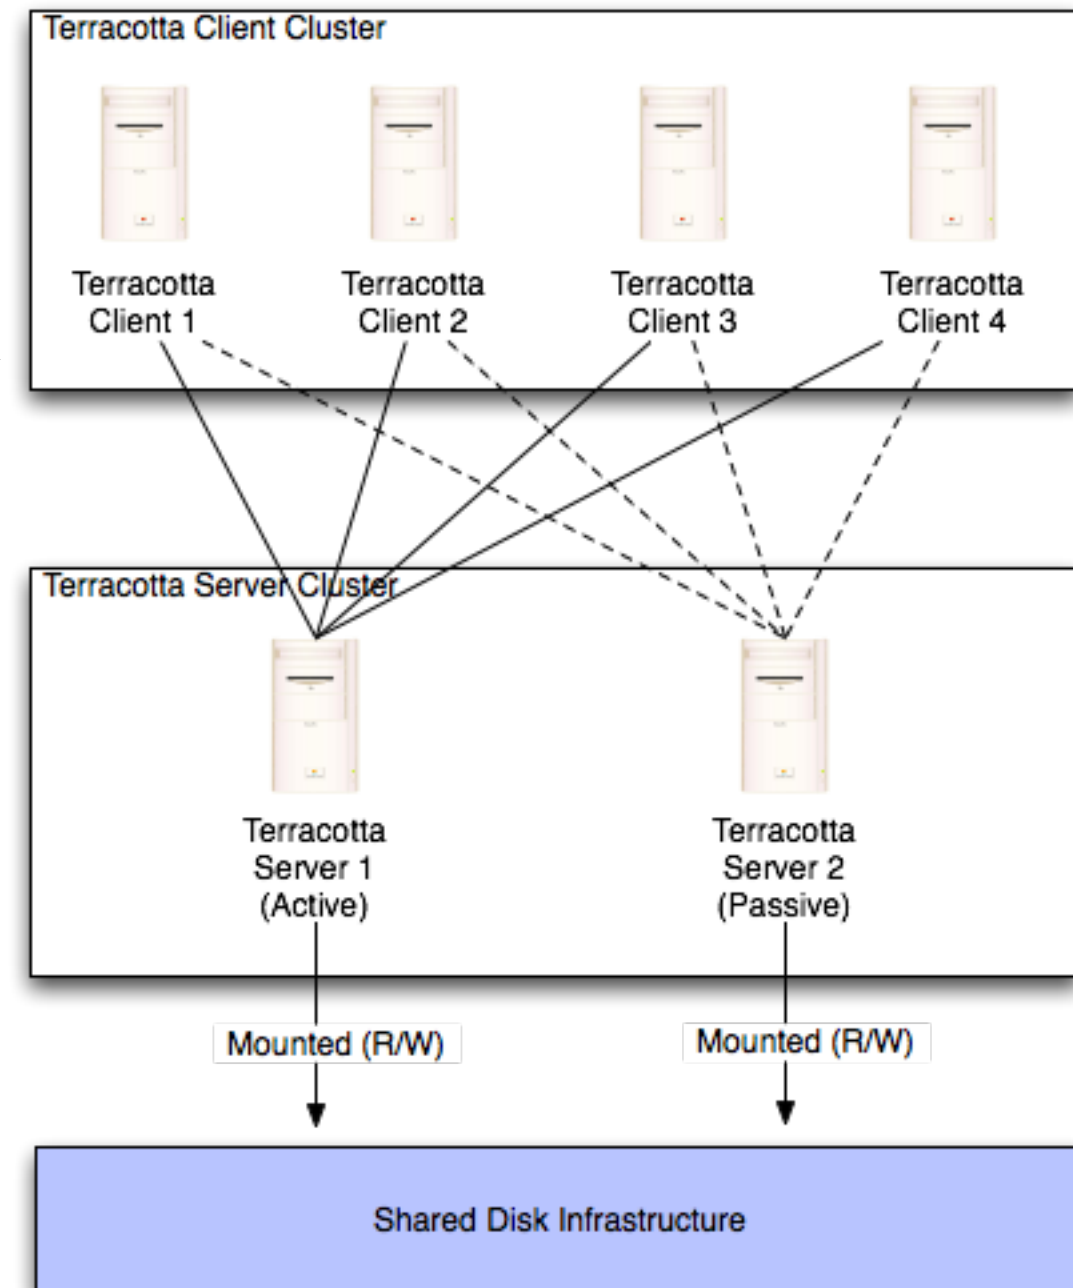 Terracotta Client Cluster
Terracotta
Client 1
Terracotta
Client 2
Terracotta
Client 3
Terracotta
Client 4
Terracotta Server Cluster
Terracotta
Server 1
(Active)
Terracotta
Server 2
(Passive)
Mounted (R/W)
Mounted (R/W)
Shared Disk Infrastructure